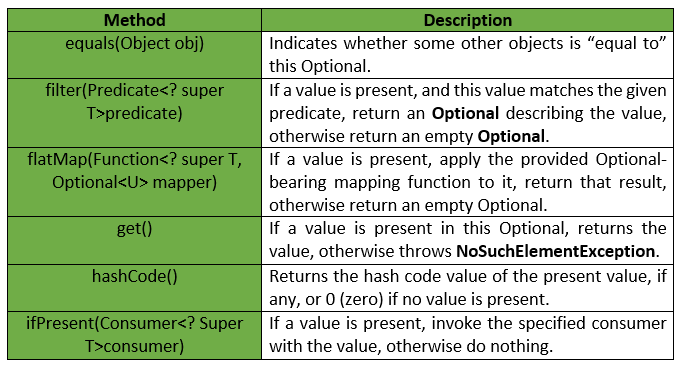 Method Description
equals(Object obj) Indicates whether some other objects is “equal to”
this Optional.
filter(Predicate<? super If a value is present, and this value matches the given
T>predicate) predicate, return an Optional describing the value,
otherwise return an empty Optional.
flatMap(Function<? super T, If a value is present, apply the provided Optional-
Optional<U> mapper) bearing mapping function to it, return that result,
otherwise return an empty Optional.
get() If a value is present in this Optional, returns the
value, otherwise throws NoSuchElementException.
hashCode() Returns the hash code value of the present value, if
any, or 0 (zero) if no value is present.
ifPresent(Consumer<? Super If a value is present, invoke the specified consumer
T>consumer) with the value, otherwise do nothing.